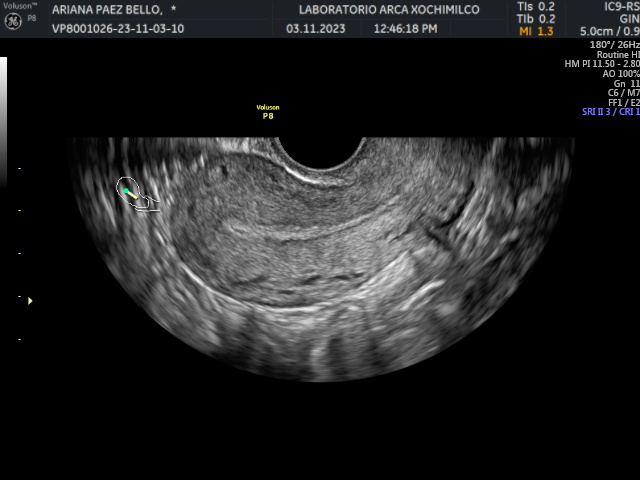 Voluson™
P8
ARIANA PAEZ BELLO, *
LABORATORIO ARCA XOCHIMILCO
VP8001026-23-11-03-10
03.11.2023
12:46:18 PM
TIs 0.2
TIb 0.2
MI 1.3
IC9-RS
GIN
5.0cm / 0.9
180°/ 26Hz
Routine HI
HM PI 11.50 - 2.80
AO 100%
Gn 11
C6 / M7
FF1 / E2
SRI II 3 / CRI 1
Voluson
P8